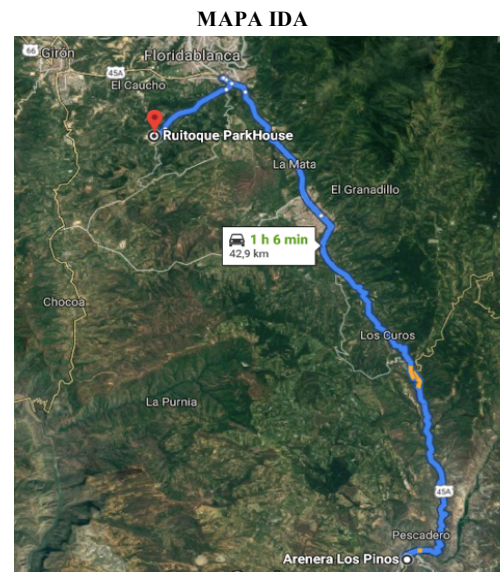 MAPA IDA
66
Girón
Floridablanca
45A
El Caucho
Ruitoque ParkHouse
La Mata
El Granadillo
1 h 6 min
42,9 km
Chocoa
Los Curos
La Purnia
45A
Pescadero
Arenera Los Pinos